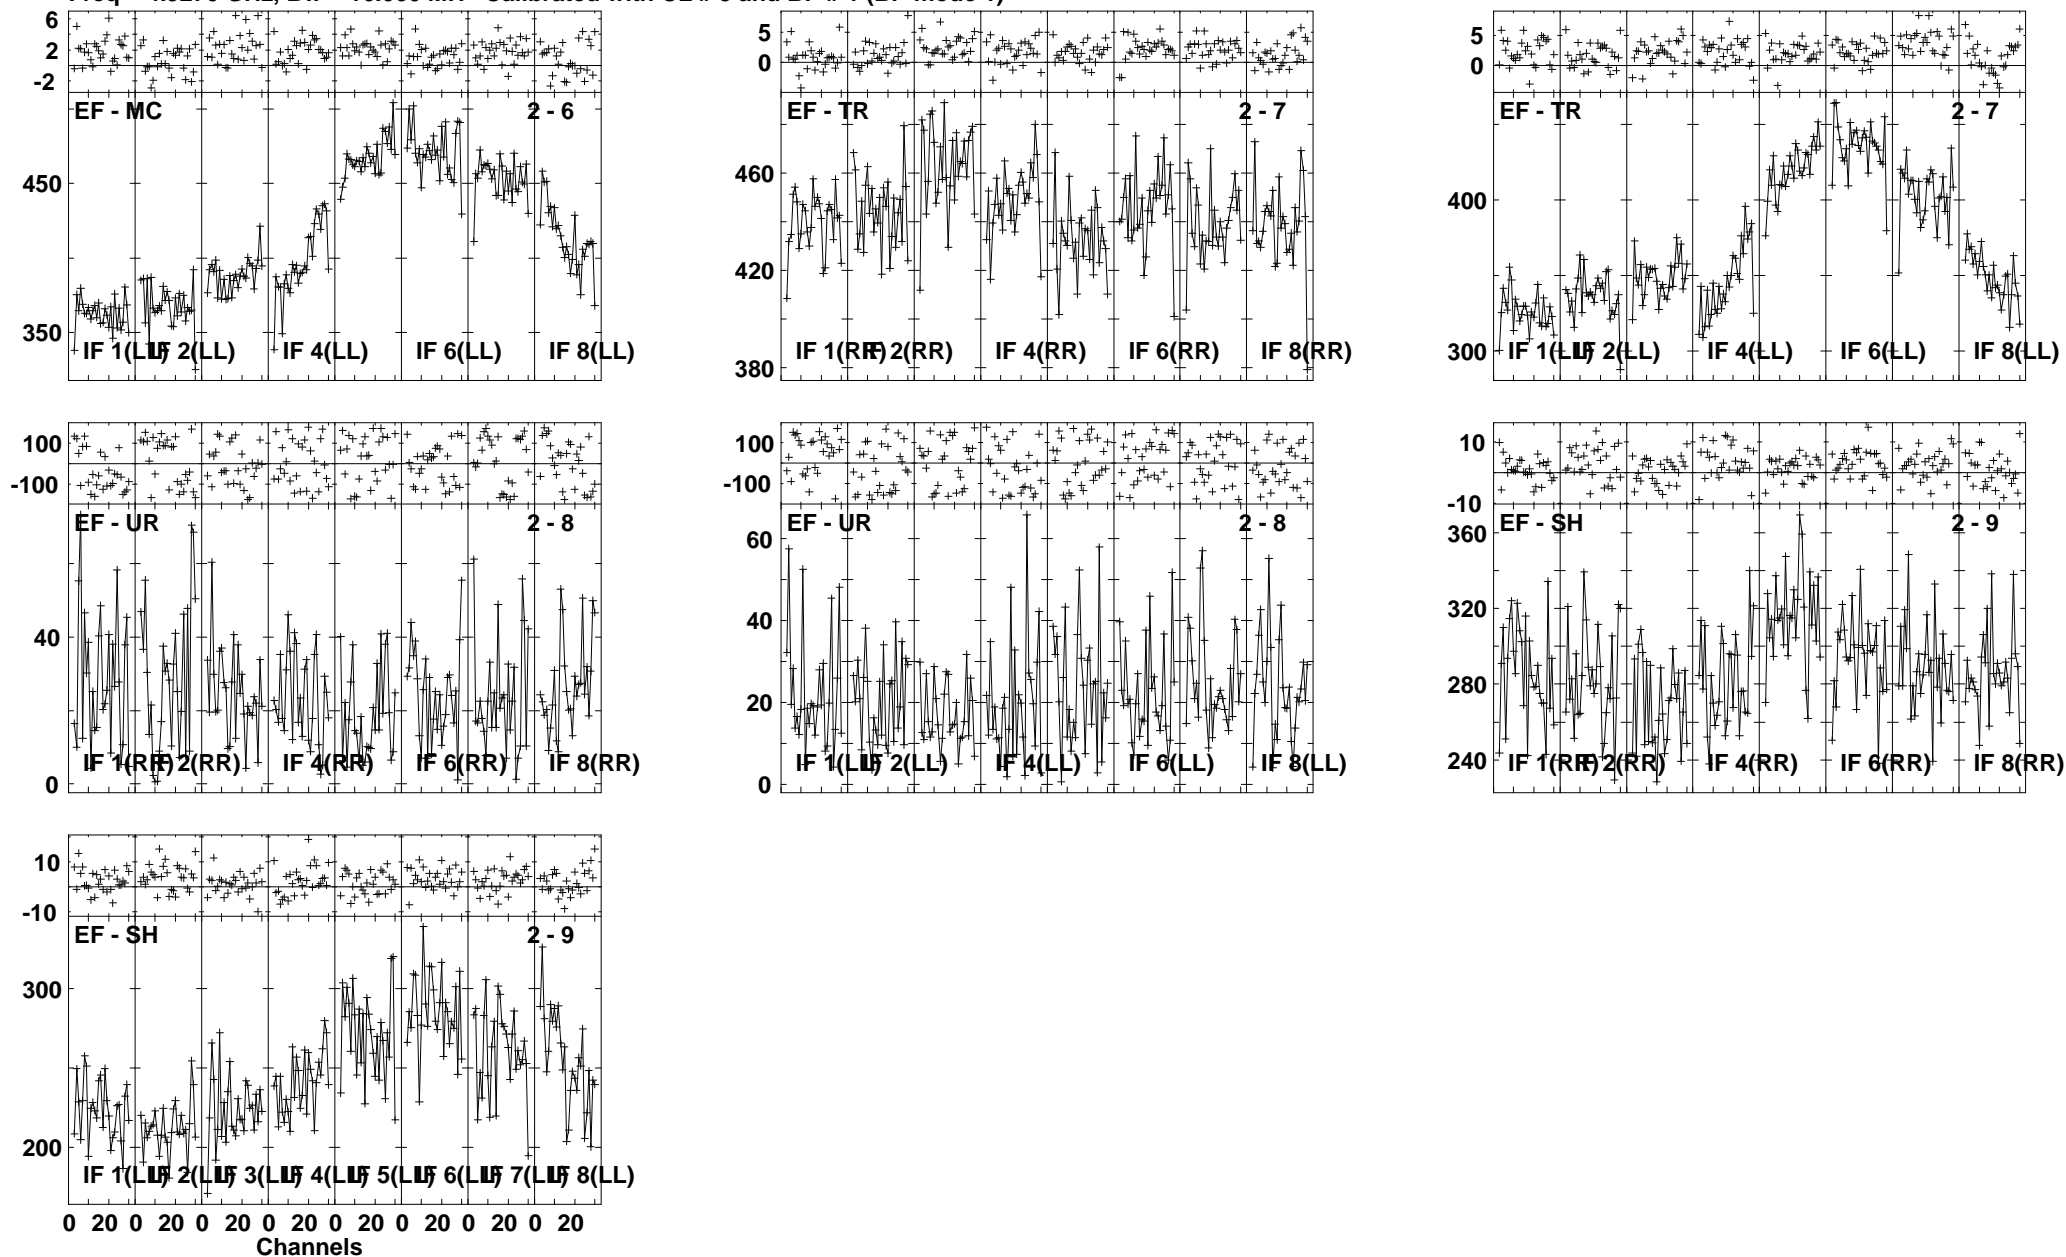 6
2
-2
EF - MC
2 - 6
450
350
IF 1(LL)
IF 2(LL)
IF 4(LL)
IF 6(LL)
IF 8(LL)
5
0
EF - TR
2 - 7
460
420
380
IF 1(RR)
IF 2(RR)
IF 4(RR)
IF 6(RR)
IF 8(RR)
5
0
EF - TR
2 - 7
400
300
IF 1(LL)
IF 2(LL)
IF 4(LL)
IF 6(LL)
IF 8(LL)
100
-100
EF - UR
2 - 8
40
0
IF 1(RR)
IF 2(RR)
IF 4(RR)
IF 6(RR)
IF 8(RR)
100
-100
EF - UR
2 - 8
60
40
20
0
IF 1(LL)
IF 2(LL)
IF 4(LL)
IF 6(LL)
IF 8(LL)
10
-10
EF - SH
2 - 9
360
320
280
240
IF 1(RR)
IF 2(RR)
IF 4(RR)
IF 6(RR)
IF 8(RR)
10
-10
EF - SH
2 - 9
300
200
IF 1(LL)
IF 2(LL)
IF 3(LL)
IF 4(LL)
IF 5(LL)
IF 6(LL)
IF 7(LL)
IF 8(LL)
0 20 0 20 0 20 0 20 0 20 0 20 0 20 0 20
Channels